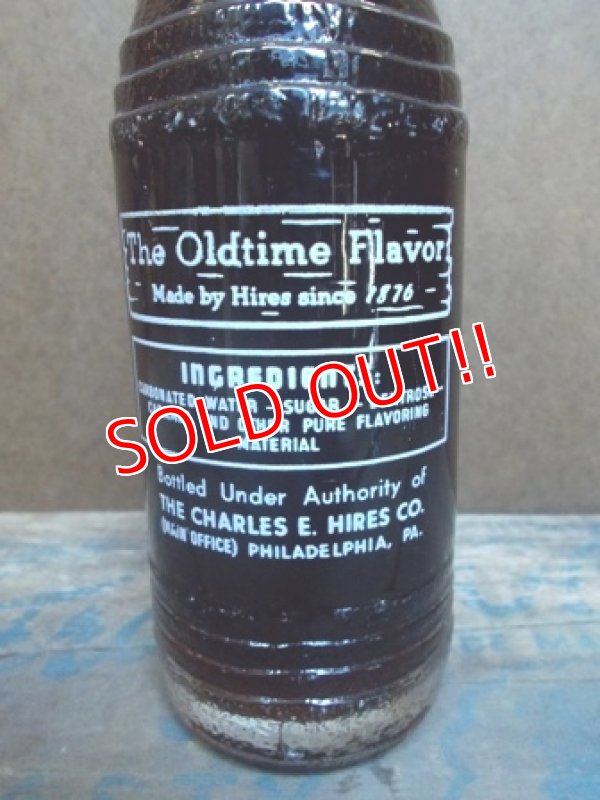 The Oldtime Flavor
Made by Hires since 1876
INGREDIENTS:
CARBONATED WATER - SUGAR - DEXTROSE -
AND OTHER PURE FLAVORING
MATERIAL
SOLD OUT!!
Bottled Under Authority of
THE CHARLES E. HIRES CO.
(MAIN OFFICE) PHILADELPHIA, PA.